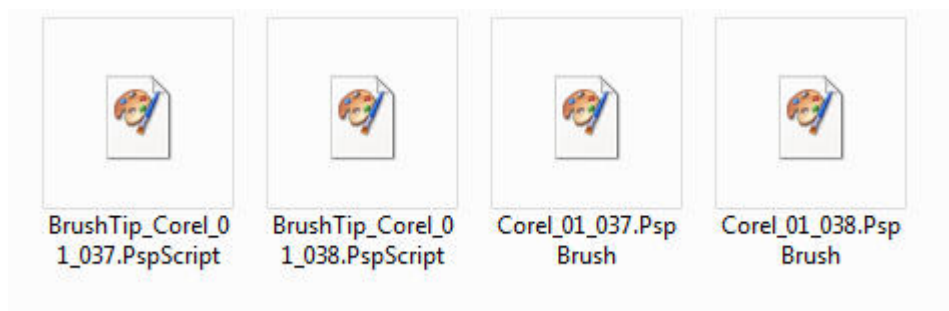 BrushTip_Corel_0
1_037.PspScript
BrushTip_Corel_0
1_038.PspScript
Corel_01_037.Psp
Brush
Corel_01_038.Psp
Brush